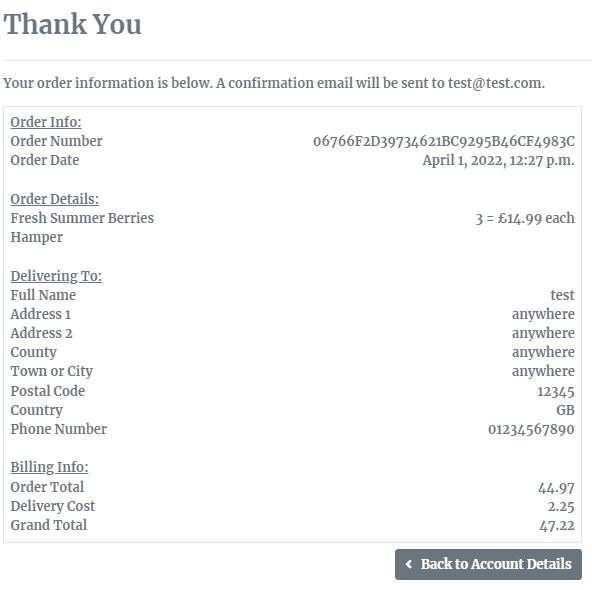 Thank You
Your order information is below. A confirmation email will be sent to test@test.com.
Order Info:
Order Number 06766F2D39734621BC9295B46CF4983C
Order Date April 1, 2022, 12:27 p.m.
Order Details:
Fresh Summer Berries 3 = £14.99 each
Hamper
Delivering To:
Full Name test
Address 1 anywhere
Address 2 anywhere
County anywhere
Town or City anywhere
Postal Code 12345
Country GB
Phone Number 01234567890
Billing Info:
Order Total 44.97
Delivery Cost 2.25
Grand Total 47.22
Back to Account Details